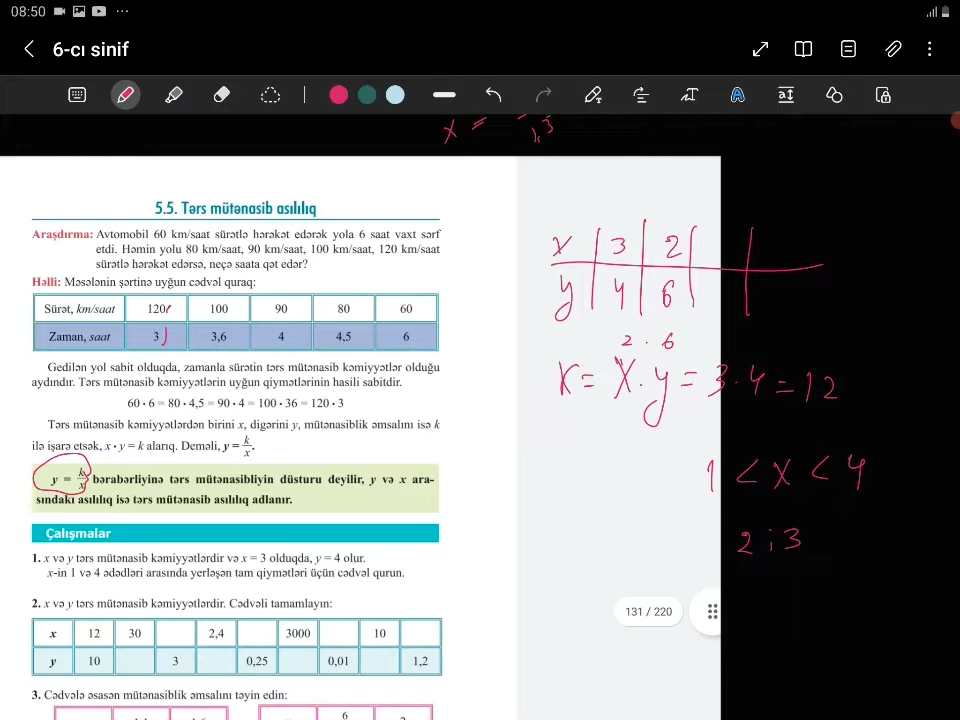 08:50
6-cı sinif
x =
1,3
5.5. Tərs mütənasib asılılıq
Araşdırma: Avtomobil 60 km/saat sürətlə hərəkət edərək yola 6 saat vaxt sərf
etdi. Həmin yolu 80 km/saat, 90 km/saat, 100 km/saat, 120 km/saat
sürətlə hərəkət edərsə, neçə saata qət edər?
Həlli: Məsələnin şərtinə uyğun cədvəl quraq:
Sürət, km/saat 120 100 90 80 60
Zaman, saat 3 3,6 4 4,5 6
Gedilən yol sabit olduqda, zamanla sürətin tərs mütənasib kəmiyyətlər olduğu
aydındır. Tərs mütənasib kəmiyyətlərin uyğun qiymətlərinin hasili sabitdir.
60 • 6 = 80 • 4,5 = 90 • 4 = 100 • 36 = 120 • 3
Tərs mütənasib kəmiyyətlərdən birini x, digərini y, mütənasiblik əmsalını isə k
ilə işarə etsək, x • y = k alarıq. Deməli, y = k/x.
y = k/x bərabərliyinə tərs mütənasibliyin düsturu deyilir, y və x ara-
sındakı asılılıq isə tərs mütənasib asılılıq adlanır.
Çalışmalar
1. x və y tərs mütənasib kəmiyyətlərdir və x = 3 olduqda, y = 4 olur.
x-in 1 və 4 ədədləri arasında yerləşən tam qiymətləri üçün cədvəl qurun.
2. x və y tərs mütənasib kəmiyyətlərdir. Cədvəli tamamlayın:
x 12 30 2,4 3000 10
y 10 3 0,25 0,01 1,2
3. Cədvələ əsasən mütənasiblik əmsalını təyin edin:
6
x 3 2
y 4 6
2 . 6
K = X . y = 3 . 4 = 12
1 < x < 4
2 ; 3
131 / 220